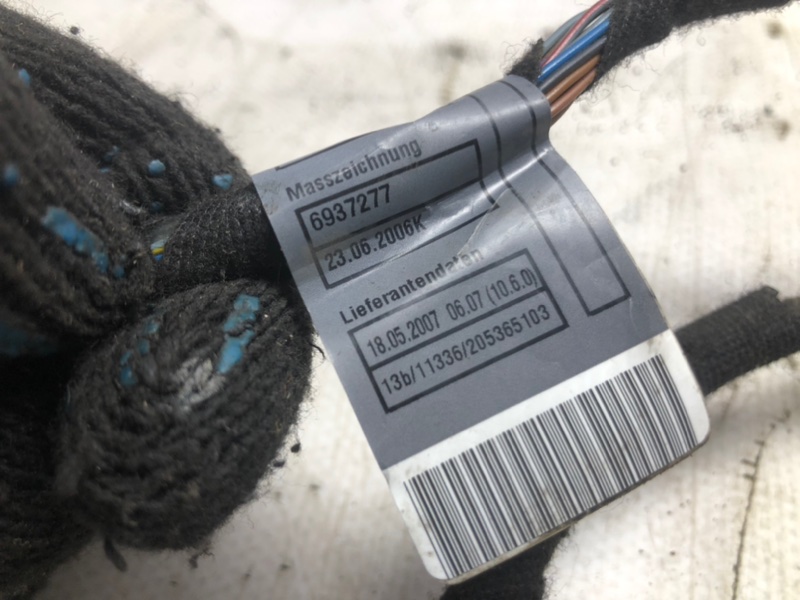 Masszeichnung
6937277
23.06.2006K
Lieferantendaten
18.05.2007 06.07 (10.6.0)
13b/11336/205365103